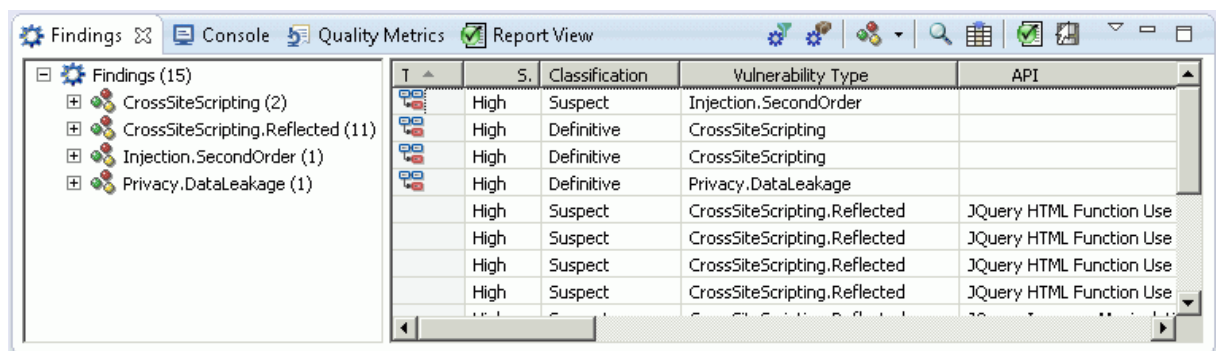 Findings Console Quality Metrics Report View
Findings (15)
CrossSiteScripting (2)
CrossSiteScripting.Reflected (11)
Injection.SecondOrder (1)
Privacy.DataLeakage (1)
T S. Classification Vulnerability Type API
High Suspect Injection.SecondOrder
High Definitive CrossSiteScripting
High Definitive CrossSiteScripting
High Definitive Privacy.DataLeakage
High Suspect CrossSiteScripting.Reflected JQuery HTML Function Use
High Suspect CrossSiteScripting.Reflected JQuery HTML Function Use
High Suspect CrossSiteScripting.Reflected JQuery HTML Function Use
High Suspect CrossSiteScripting.Reflected JQuery HTML Function Use